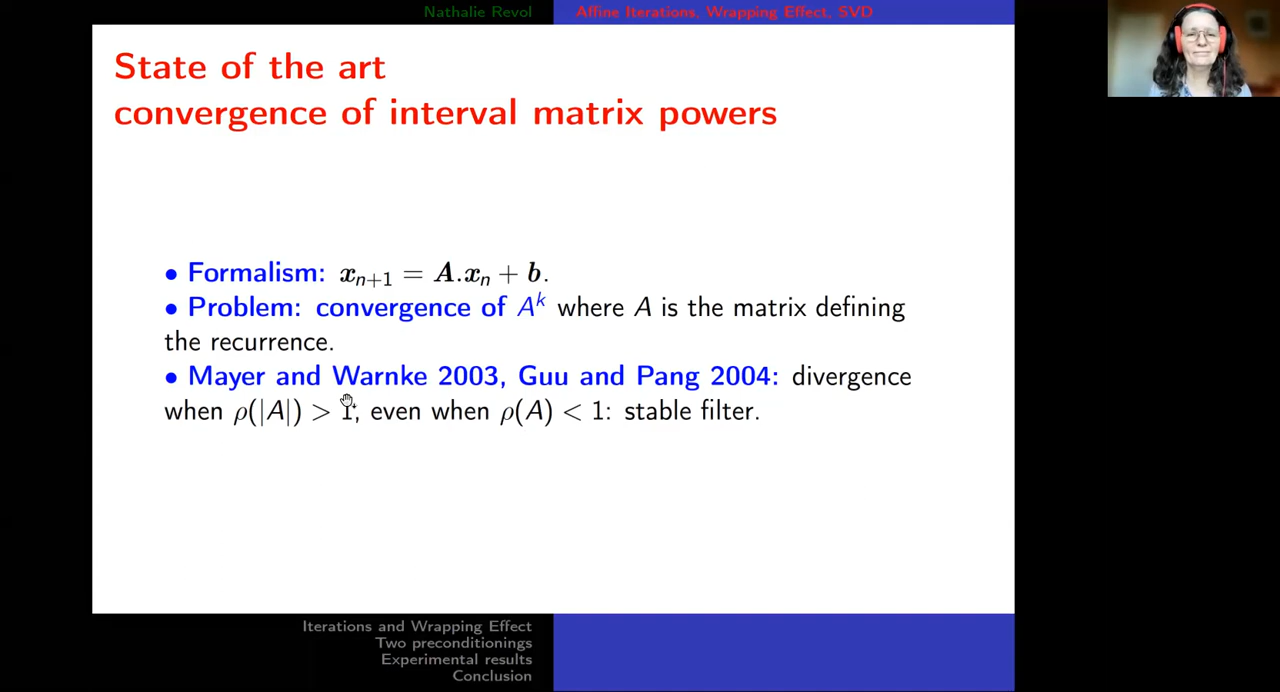 Nathalie Revol
Affine Iterations, Wrapping Effect, SVD
State of the art
convergence of interval matrix powers
• Formalism: xₙ₊₁ = A.xₙ + b.
• Problem: convergence of Aᵏ where A is the matrix defining
the recurrence.
• Mayer and Warnke 2003, Guu and Pang 2004: divergence
when ρ(|A|) > 1, even when ρ(A) < 1: stable filter.
Iterations and Wrapping Effect
Two preconditionings
Experimental results
Conclusion